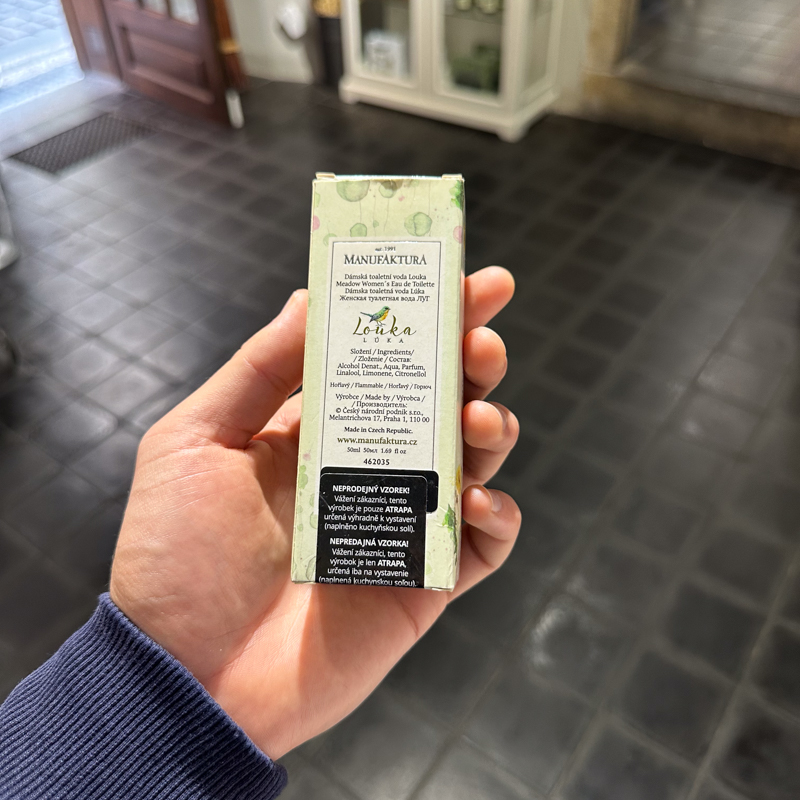 est. 1991
MANUFAKTURA
Dámská toaletní voda Louka
Meadow Women´s Eau de Toilette
Dámska toaletná voda Lúka
Женская туалетная вода ЛУГ
Louka
LÚKA
Složení / Ingredients/
/ Zloženie / Состав:
Alcohol Denat., Aqua, Parfum,
Linalool, Limonene, Citronellol
Hořlavý / Flammable / Horľavý / Горюч
Výrobce / Made by / Výrobca /
/ Производитель:
© Český národní podnik s.r.o.,
Melantrichova 17, Praha 1, 110 00
Made in Czech Republic.
www.manufaktura.cz
50ml 50мл 1.69 fl oz
462035
NEPRODEJNÝ VZOREK!
Vážení zákazníci, tento
výrobek je pouze ATRAPA
určená výhradně k vystavení
(naplněno kuchyňskou solí).
NEPREDAJNÁ VZORKA!
Vážení zákazníci, tento
výrobok je len ATRAPA,
určená iba na vystavenie
(naplnená kuchynskou soľou).